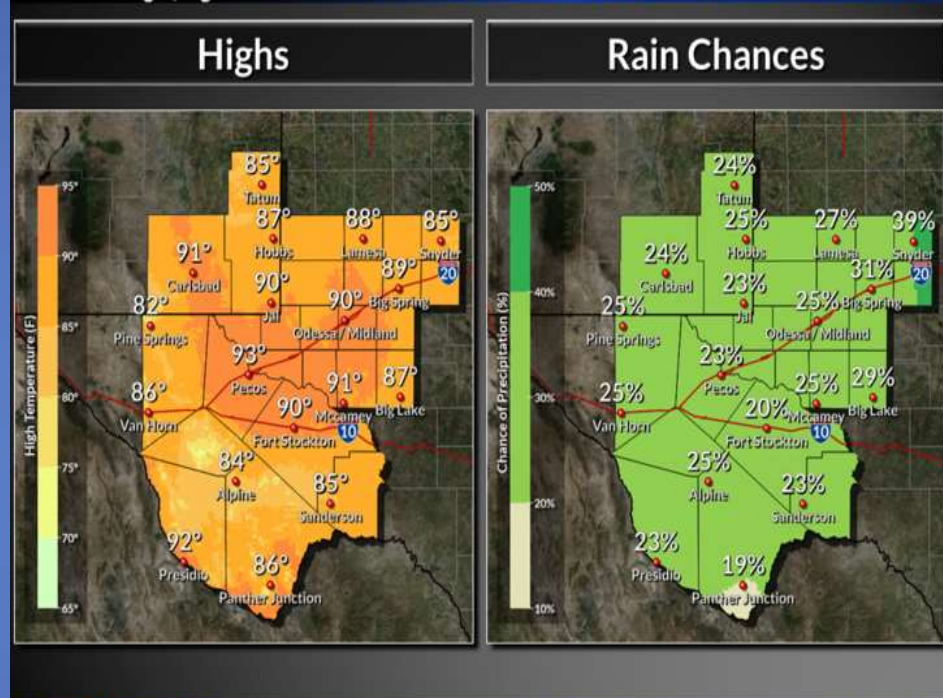 Highs
85°
Tatum
95°
87°
88°
85°
Hobbs
Lamesa
Snyder
90°
91°
89°
20
Carlsbad
90°
Big Spring
82°
Jal
90°
85°
Pine Springs
Odessa / Midland
High Temperature (F)
93°
80°
Pecos
91°
87°
86°
90°
Mccamey
Big Lake
Van Horn
Fort Stockton
10
75°
84°
Alpine
85°
Sanderson
70°
92°
86°
Presidio
Panther Junction
65°
Rain Chances
24%
Tatum
50%
25%
27%
39%
Hobbs
Lamesa
Snyder
24%
31%
20
Carlsbad
23%
Big Spring
40%
25%
Jal
25%
Pine Springs
Odessa / Midland
Chance of Precipitation (%)
23%
Pecos
30%
25%
29%
25%
20%
Mccamey
Big Lake
Van Horn
Fort Stockton
10
25%
Alpine
23%
20%
Sanderson
23%
19%
Presidio
Panther Junction
10%